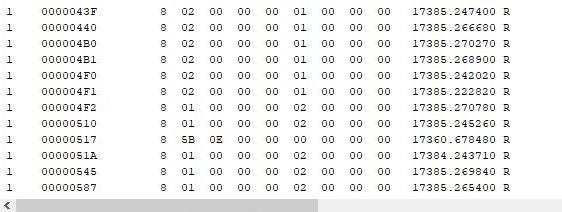 1 0000043F 8 02 00 00 00 01 00 00 00 17385.247400 R
1 00000440 8 02 00 00 00 01 00 00 00 17385.266680 R
1 000004B0 8 02 00 00 00 01 00 00 00 17385.270270 R
1 000004B1 8 02 00 00 00 01 00 00 00 17385.268900 R
1 000004F0 8 02 00 00 00 01 00 00 00 17385.242020 R
1 000004F1 8 02 00 00 00 01 00 00 00 17385.222820 R
1 000004F2 8 01 00 00 00 02 00 00 00 17385.270780 R
1 00000510 8 01 00 00 00 02 00 00 00 17385.245260 R
1 00000517 8 5B 0E 00 00 00 00 00 00 17360.678480 R
1 0000051A 8 01 00 00 00 02 00 00 00 17384.243710 R
1 00000545 8 01 00 00 00 02 00 00 00 17385.269840 R
1 00000587 8 01 00 00 00 02 00 00 00 17385.265400 R